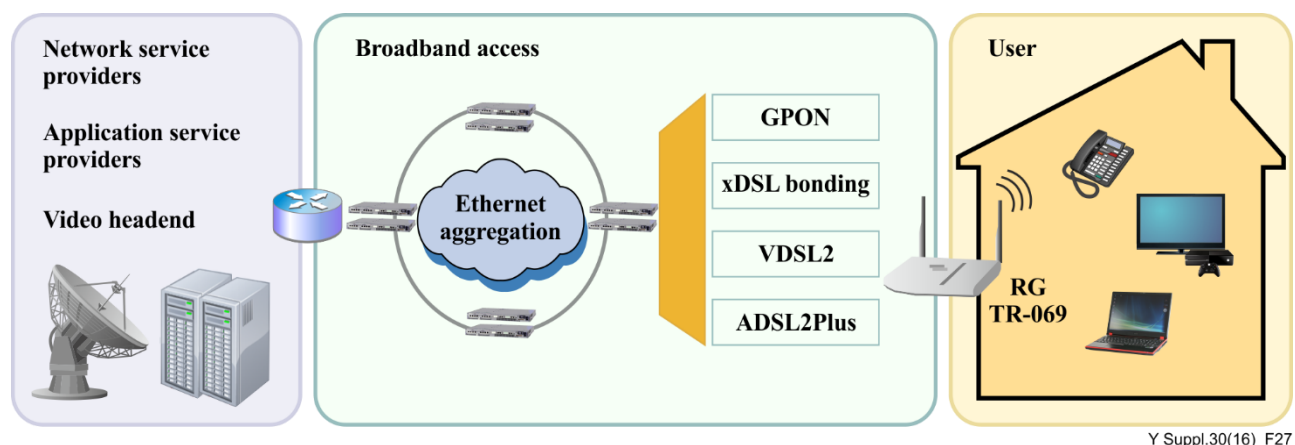 Network service
providers
Application service
providers
Video headend
Broadband access
Ethernet
aggregation
GPON
xDSL bonding
VDSL2
ADSL2Plus
User
RG
TR-069
Y Suppl.30(16)_F27